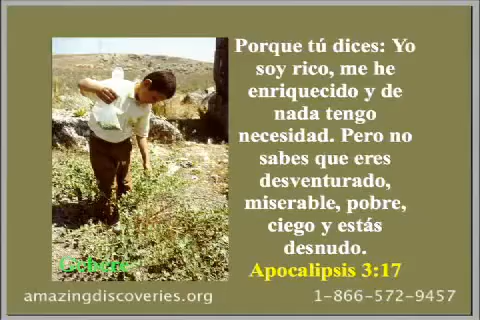 Porque tú dices: Yo
soy rico, me he
enriquecido y de
nada tengo
necesidad. Pero no
sabes que eres
desventurado,
miserable, pobre,
ciego y estás
desnudo.
Apocalipsis 3:17
amazingdiscoveries.org
1-866-572-9457